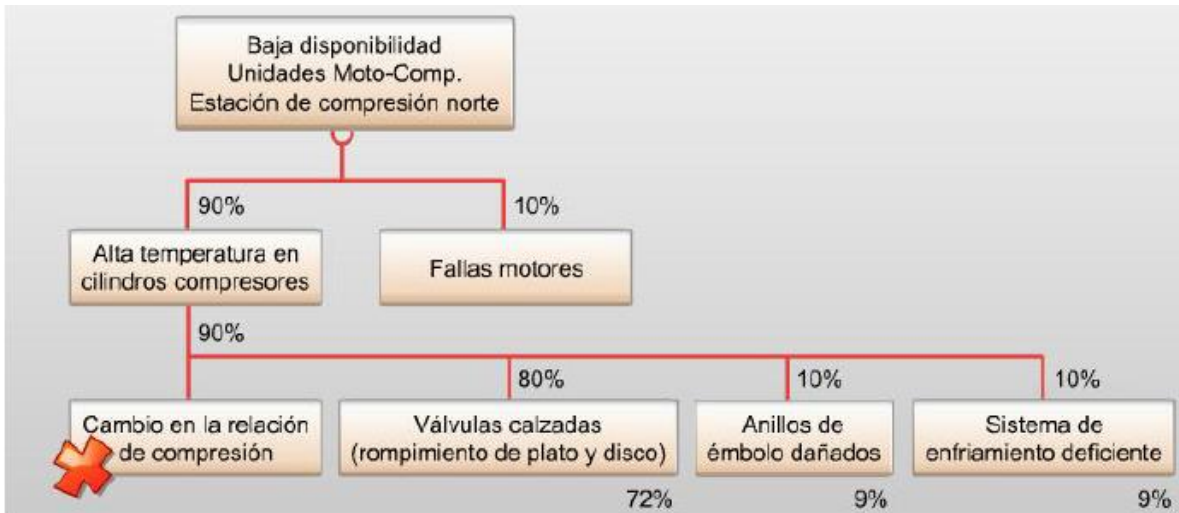 Baja disponibilidad
Unidades Moto-Comp.
Estación de compresión norte
90%
10%
Alta temperatura en
cilindros compresores
Fallas motores
90%
80%
10%
10%
Cambio en la relación
de compresión
Válvulas calzadas
(rompimiento de plato y disco)
Anillos de
émbolo dañados
Sistema de
enfriamiento deficiente
72%
9%
9%